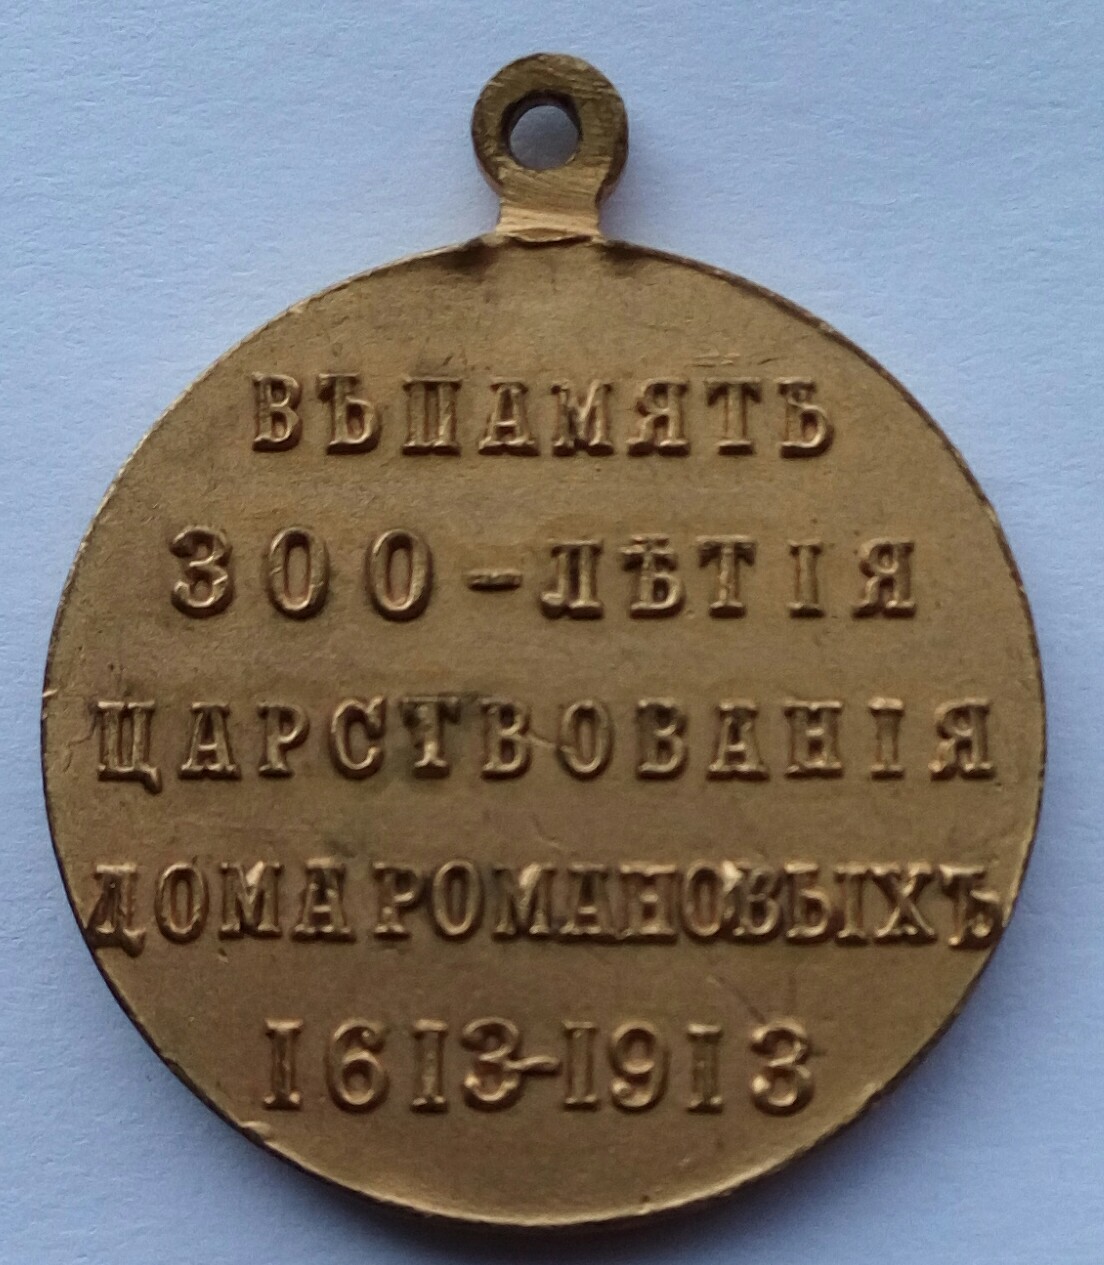 ВЪ ПАМЯТЬ
300-ЛѢТІЯ
ЦАРСТВОВАНІЯ
ДОМА РОМАНОВЫХЪ
1613-1913